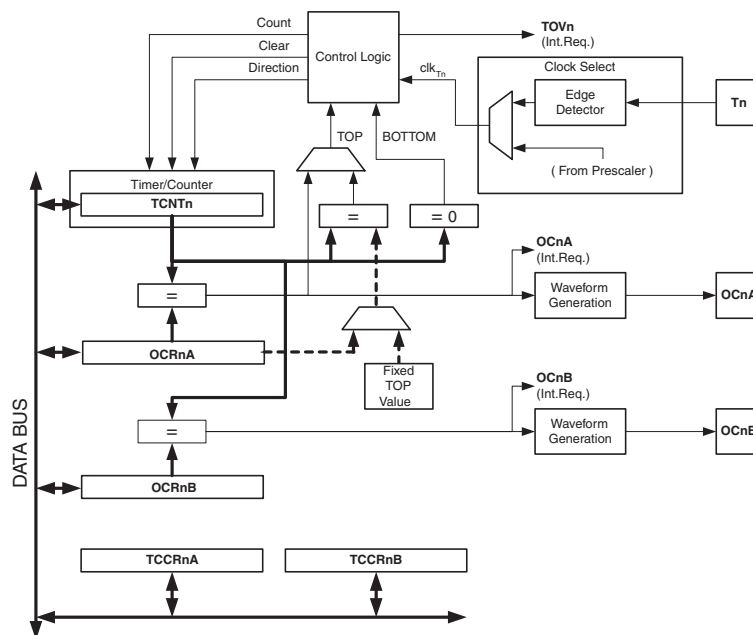 Count
Clear
Direction
Control Logic
TOVn
(Int.Req.)
clkTn
Clock Select
Edge
Detector
Tn
( From Prescaler )
TOP
BOTTOM
Timer/Counter
TCNTn
=
= 0
OCnA
(Int.Req.)
=
Waveform
Generation
OCnA
OCRnA
Fixed
TOP
Value
OCnB
(Int.Req.)
=
Waveform
Generation
OCnB
OCRnB
DATA BUS
TCCRnA
TCCRnB